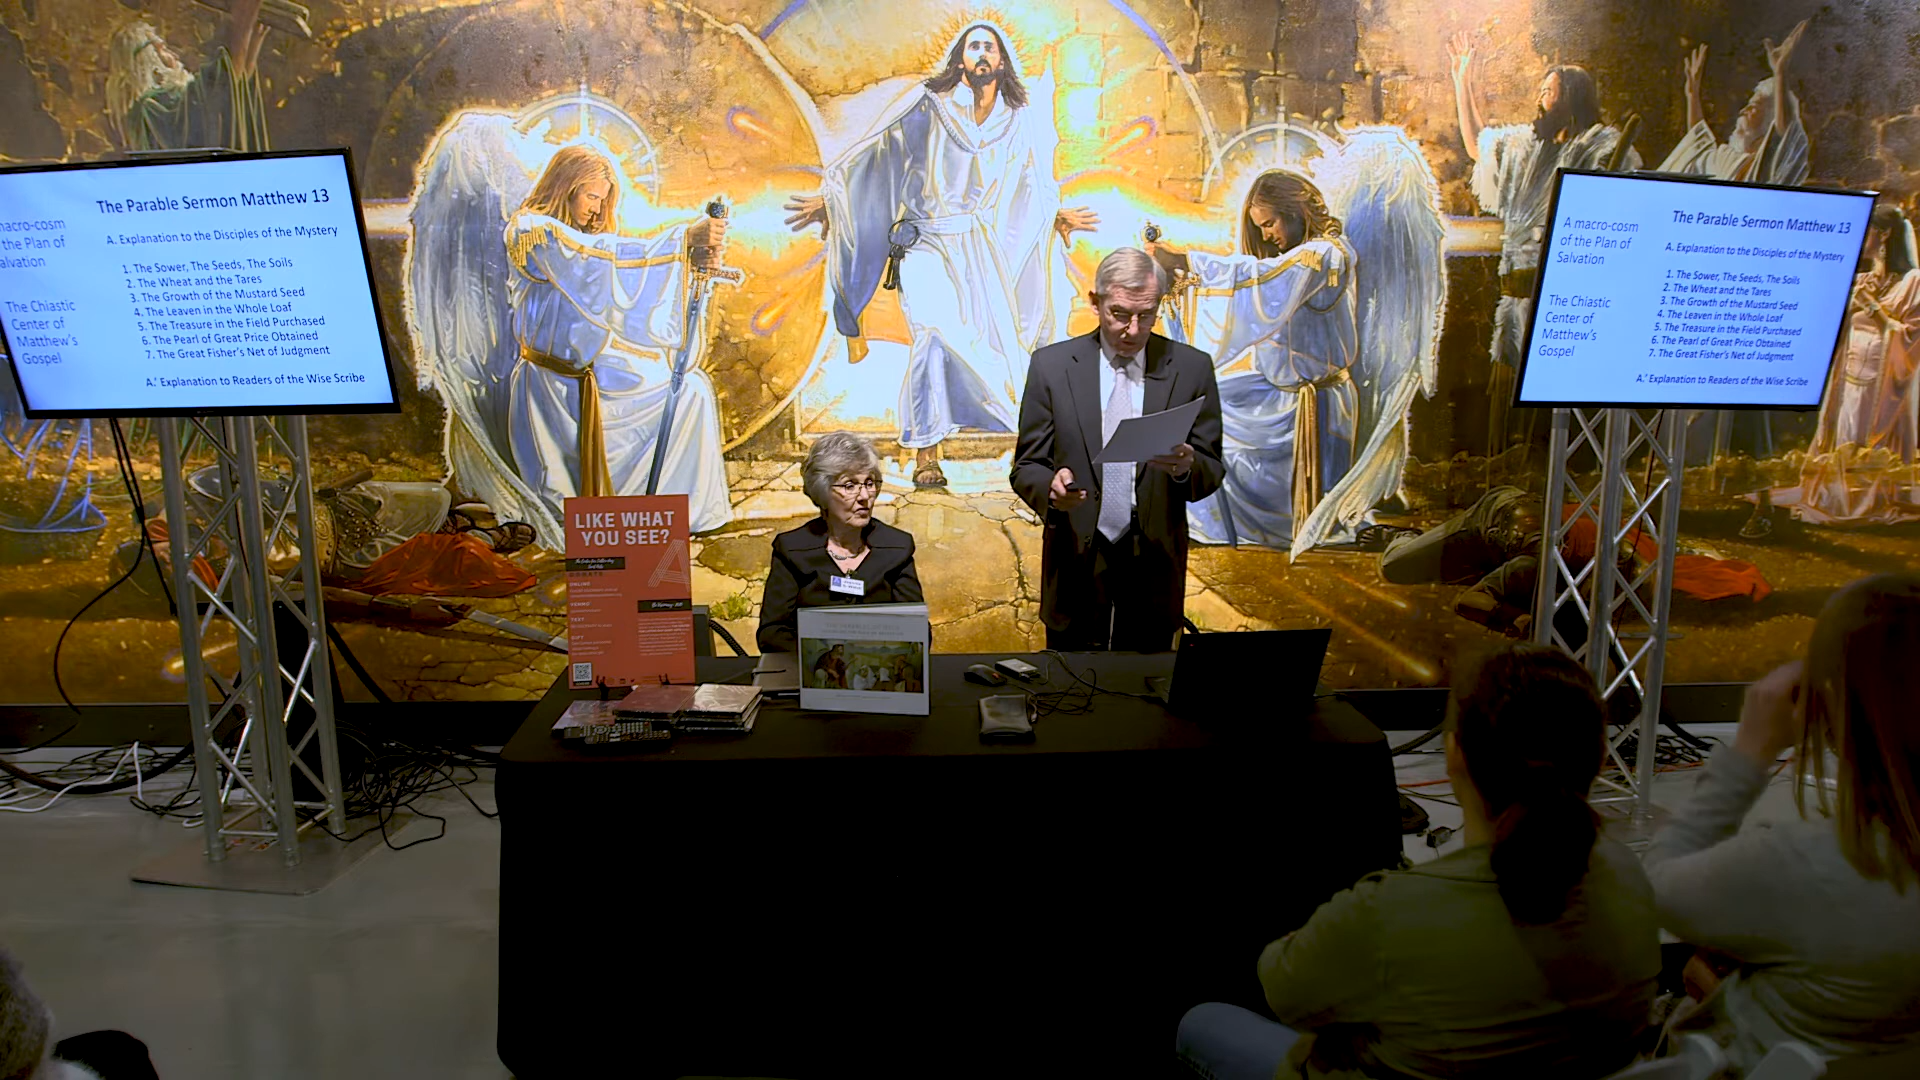 The Parable Sermon Matthew 13
macro-cosm
the Plan of
alvation
A. Explanation to the Disciples of the Mystery
1. The Sower, The Seeds, The Soils
2. The Wheat and the Tares
3. The Growth of the Mustard Seed
4. The Leaven in the Whole Loaf
5. The Treasure in the Field Purchased
6. The Pearl of Great Price Obtained
7. The Great Fisher's Net of Judgment
The Chiastic
Center of
Matthew's
Gospel
A.' Explanation to Readers of the Wise Scribe
LIKE WHAT
YOU SEE?
DONATE
ONLINE
VENMO
TEXT
GIFT
The Parable Sermon Matthew 13
A macro-cosm
of the Plan of
Salvation
A. Explanation to the Disciples of the Mystery
1. The Sower, The Seeds, The Soils
2. The Wheat and the Tares
3. The Growth of the Mustard Seed
4. The Leaven in the Whole Loaf
5. The Treasure in the Field Purchased
6. The Pearl of Great Price Obtained
7. The Great Fisher's Net of Judgment
The Chiastic
Center of
Matthew's
Gospel
A.' Explanation to Readers of the Wise Scribe